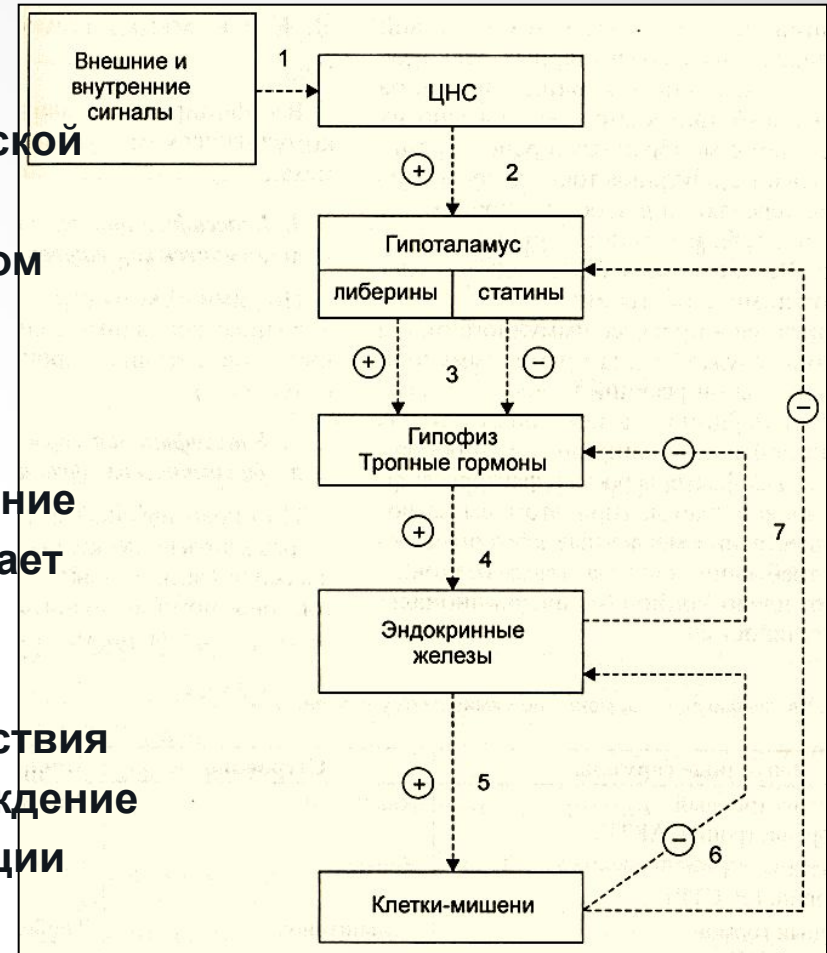 Внешние и
внутренние
сигналы
1
ЦНС
+
2
Гипоталамус
либерины
статины
+
3
−
−
Гипофиз
Тропные гормоны
−
+
4
7
Эндокринные
железы
+
5
−
6
Клетки-мишени
ской
ом
ние
ает
ствия
ждение
ции